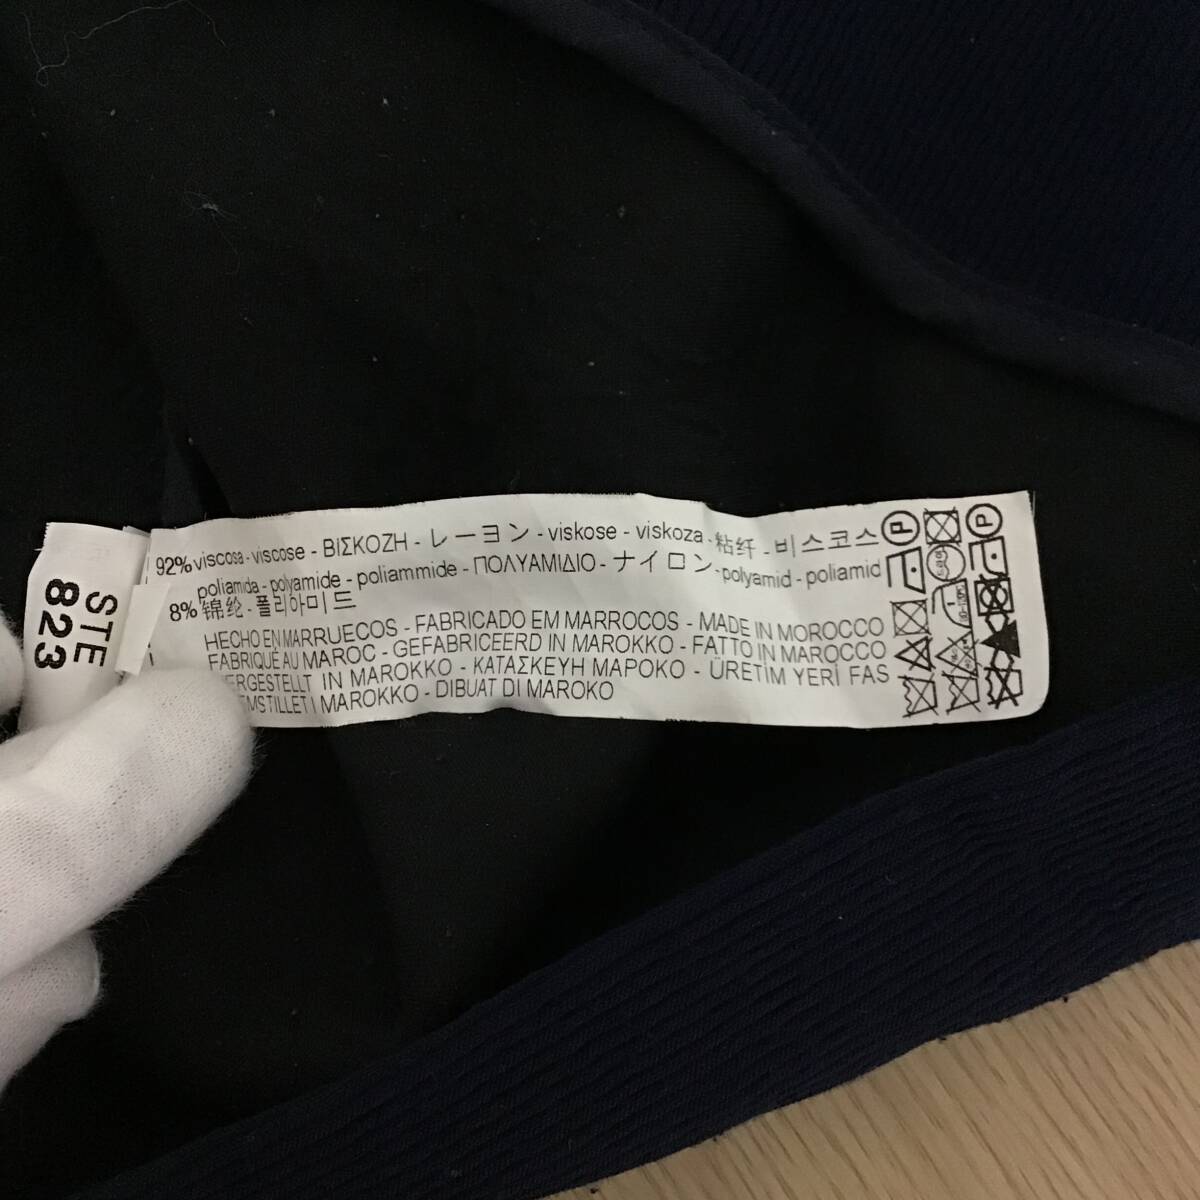 92% viscosa - viscose - ΒΙΣΚΟΖΗ - レーヨン - viskose - viskoza - 粘纤 - 비스코스
poliamida - polyamide - poliammide - ΠΟΛΥΑΜΙΔΙΟ - ナイロン - polyamid - poliamid
8% 锦纶 - 폴리아미드
HECHO EN MARRUECOS - FABRICADO EM MARROCOS - MADE IN MOROCCO
FABRIQUÉ AU MAROC - GEFABRICEERD IN MAROKKO - FATTO IN MAROCCO
ERGESTELLT IN MAROKKO - ΚΑΤΑΣΚΕΥΗ ΜΑΡΟΚΟ - ÜRETİM YERİ FAS
EMSTILLET I MAROKKO - DIBUAT DI MAROKO
STE
823
P
P